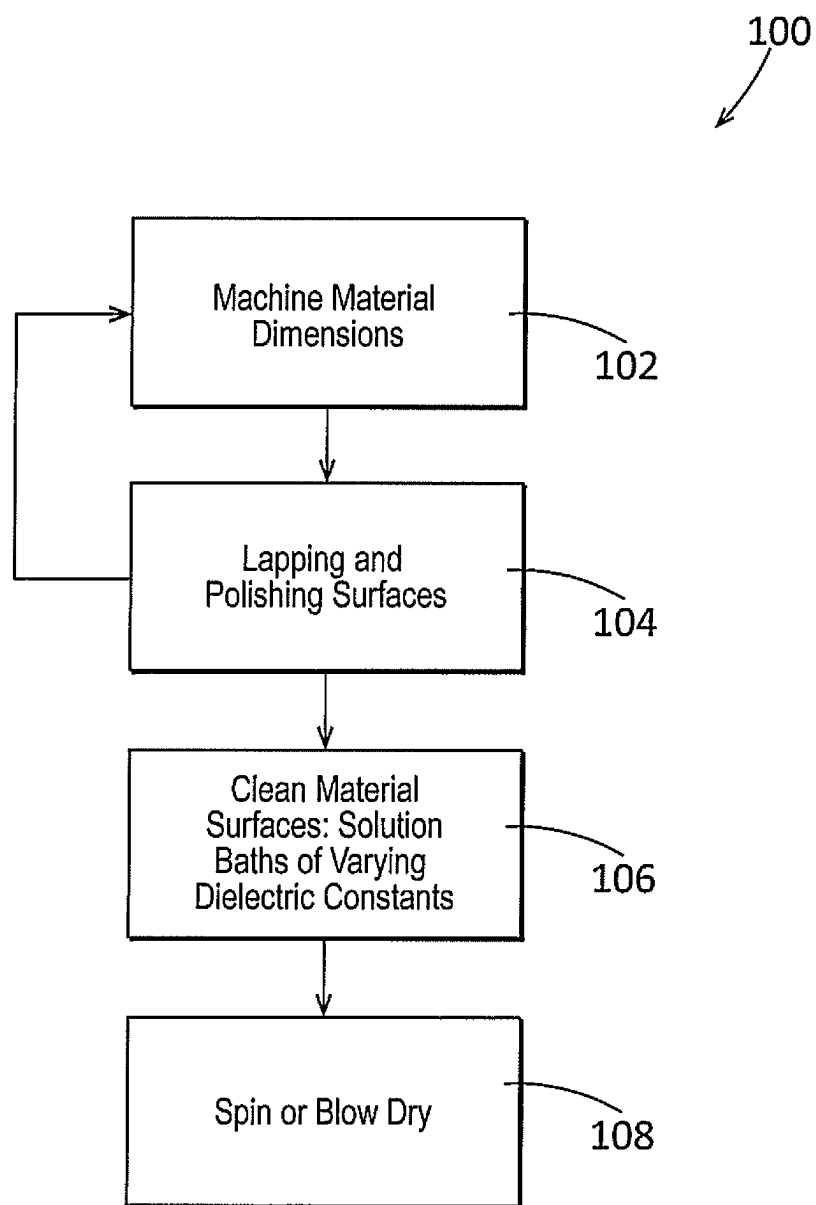 100
Machine Material
Dimensions
102
Lapping and
Polishing Surfaces
104
Clean Material
Surfaces: Solution
Baths of Varying
Dielectric Constants
106
Spin or Blow Dry
108